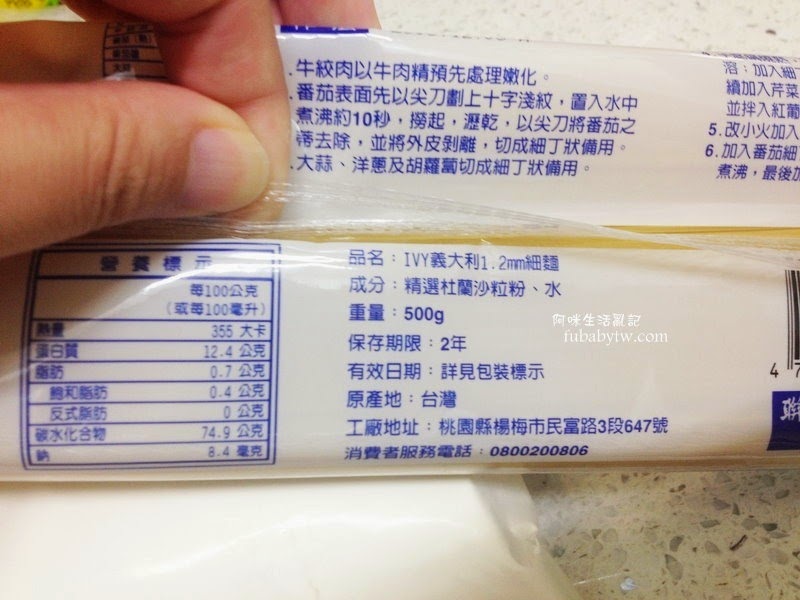 .牛絞肉以牛肉精預先處理嫩化。
.番茄表面先以尖刀劃上十字淺紋，置入水中
煮沸約10秒，撈起，瀝乾，以尖刀將番茄之
蒂去除，並將外皮剝離，切成細丁狀備用。
.大蒜、洋蔥及胡蘿蔔切成細丁狀備用。
溶；加入細
續加入芹菜
並拌入紅葡
5.改小火加入
6.加入番茄細
煮沸，最後加
營養標示
每100公克
(或每100毫升)
熱量 355 大卡
蛋白質 12.4 公克
脂肪 0.7 公克
飽和脂肪 0.4 公克
反式脂肪 0 公克
碳水化合物 74.9 公克
鈉 8.4 毫克
品名：IVY義大利1.2mm細麵
成分：精選杜蘭沙粒粉、水
重量：500g
保存期限：2年
有效日期：詳見包裝標示
原產地：台灣
工廠地址：桃園縣楊梅市民富路3段647號
消費者服務電話：0800200806
阿咪生活亂記
fubabytw.com
4 7
聯